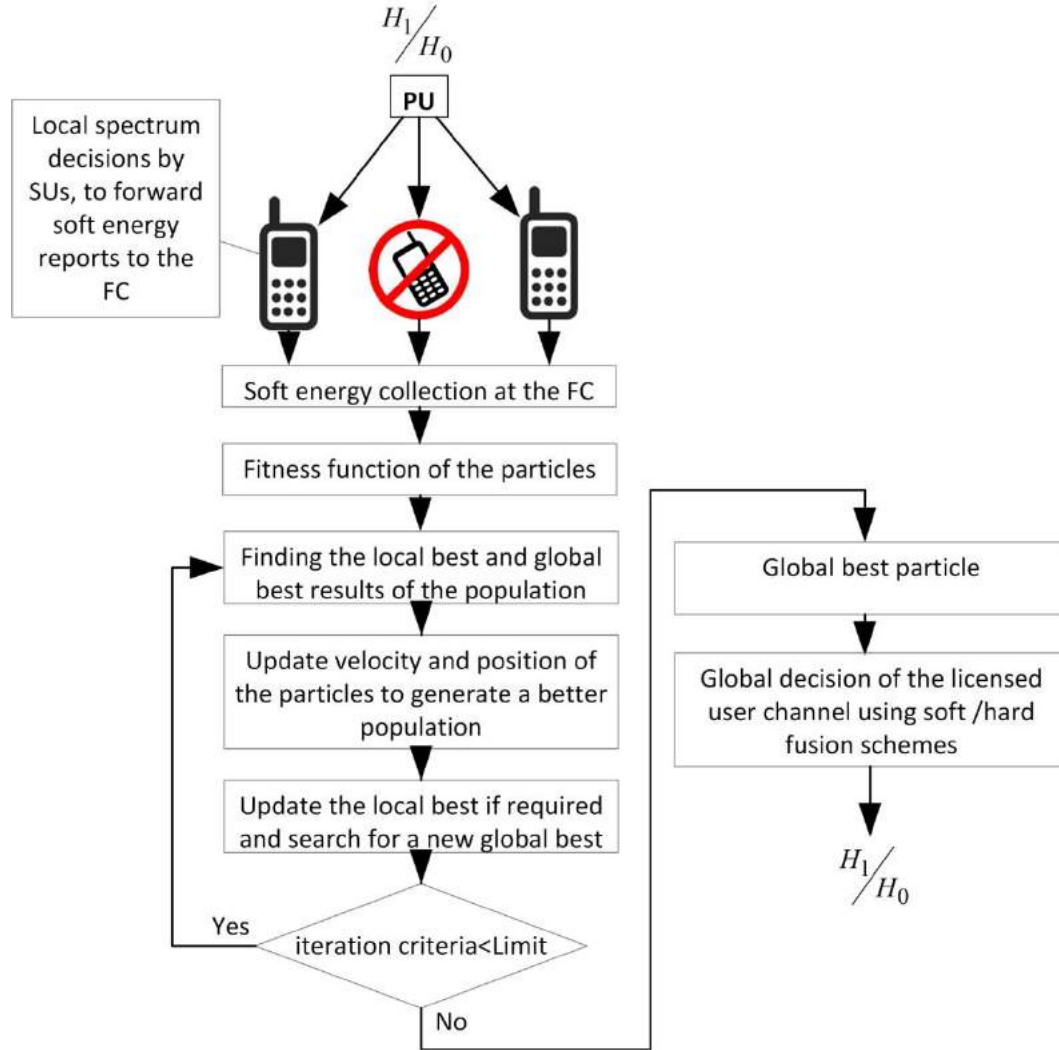 H₁/H₀
PU
Local spectrum
decisions by
SUs, to forward
soft energy
reports to the
FC
Soft energy collection at the FC
Fitness function of the particles
Finding the local best and global
best results of the population
Update velocity and position of
the particles to generate a better
population
Update the local best if required
and search for a new global best
Yes
iteration criteria<Limit
No
Global best particle
Global decision of the licensed
user channel using soft /hard
fusion schemes
H₁/H₀